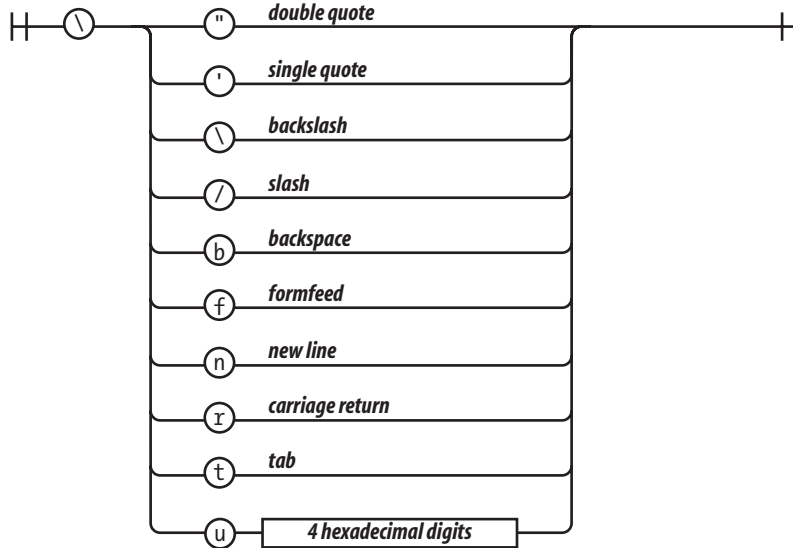 \ " double quote
' single quote
\ backslash
/ slash
b backspace
f formfeed
n new line
r carriage return
t tab
u 4 hexadecimal digits